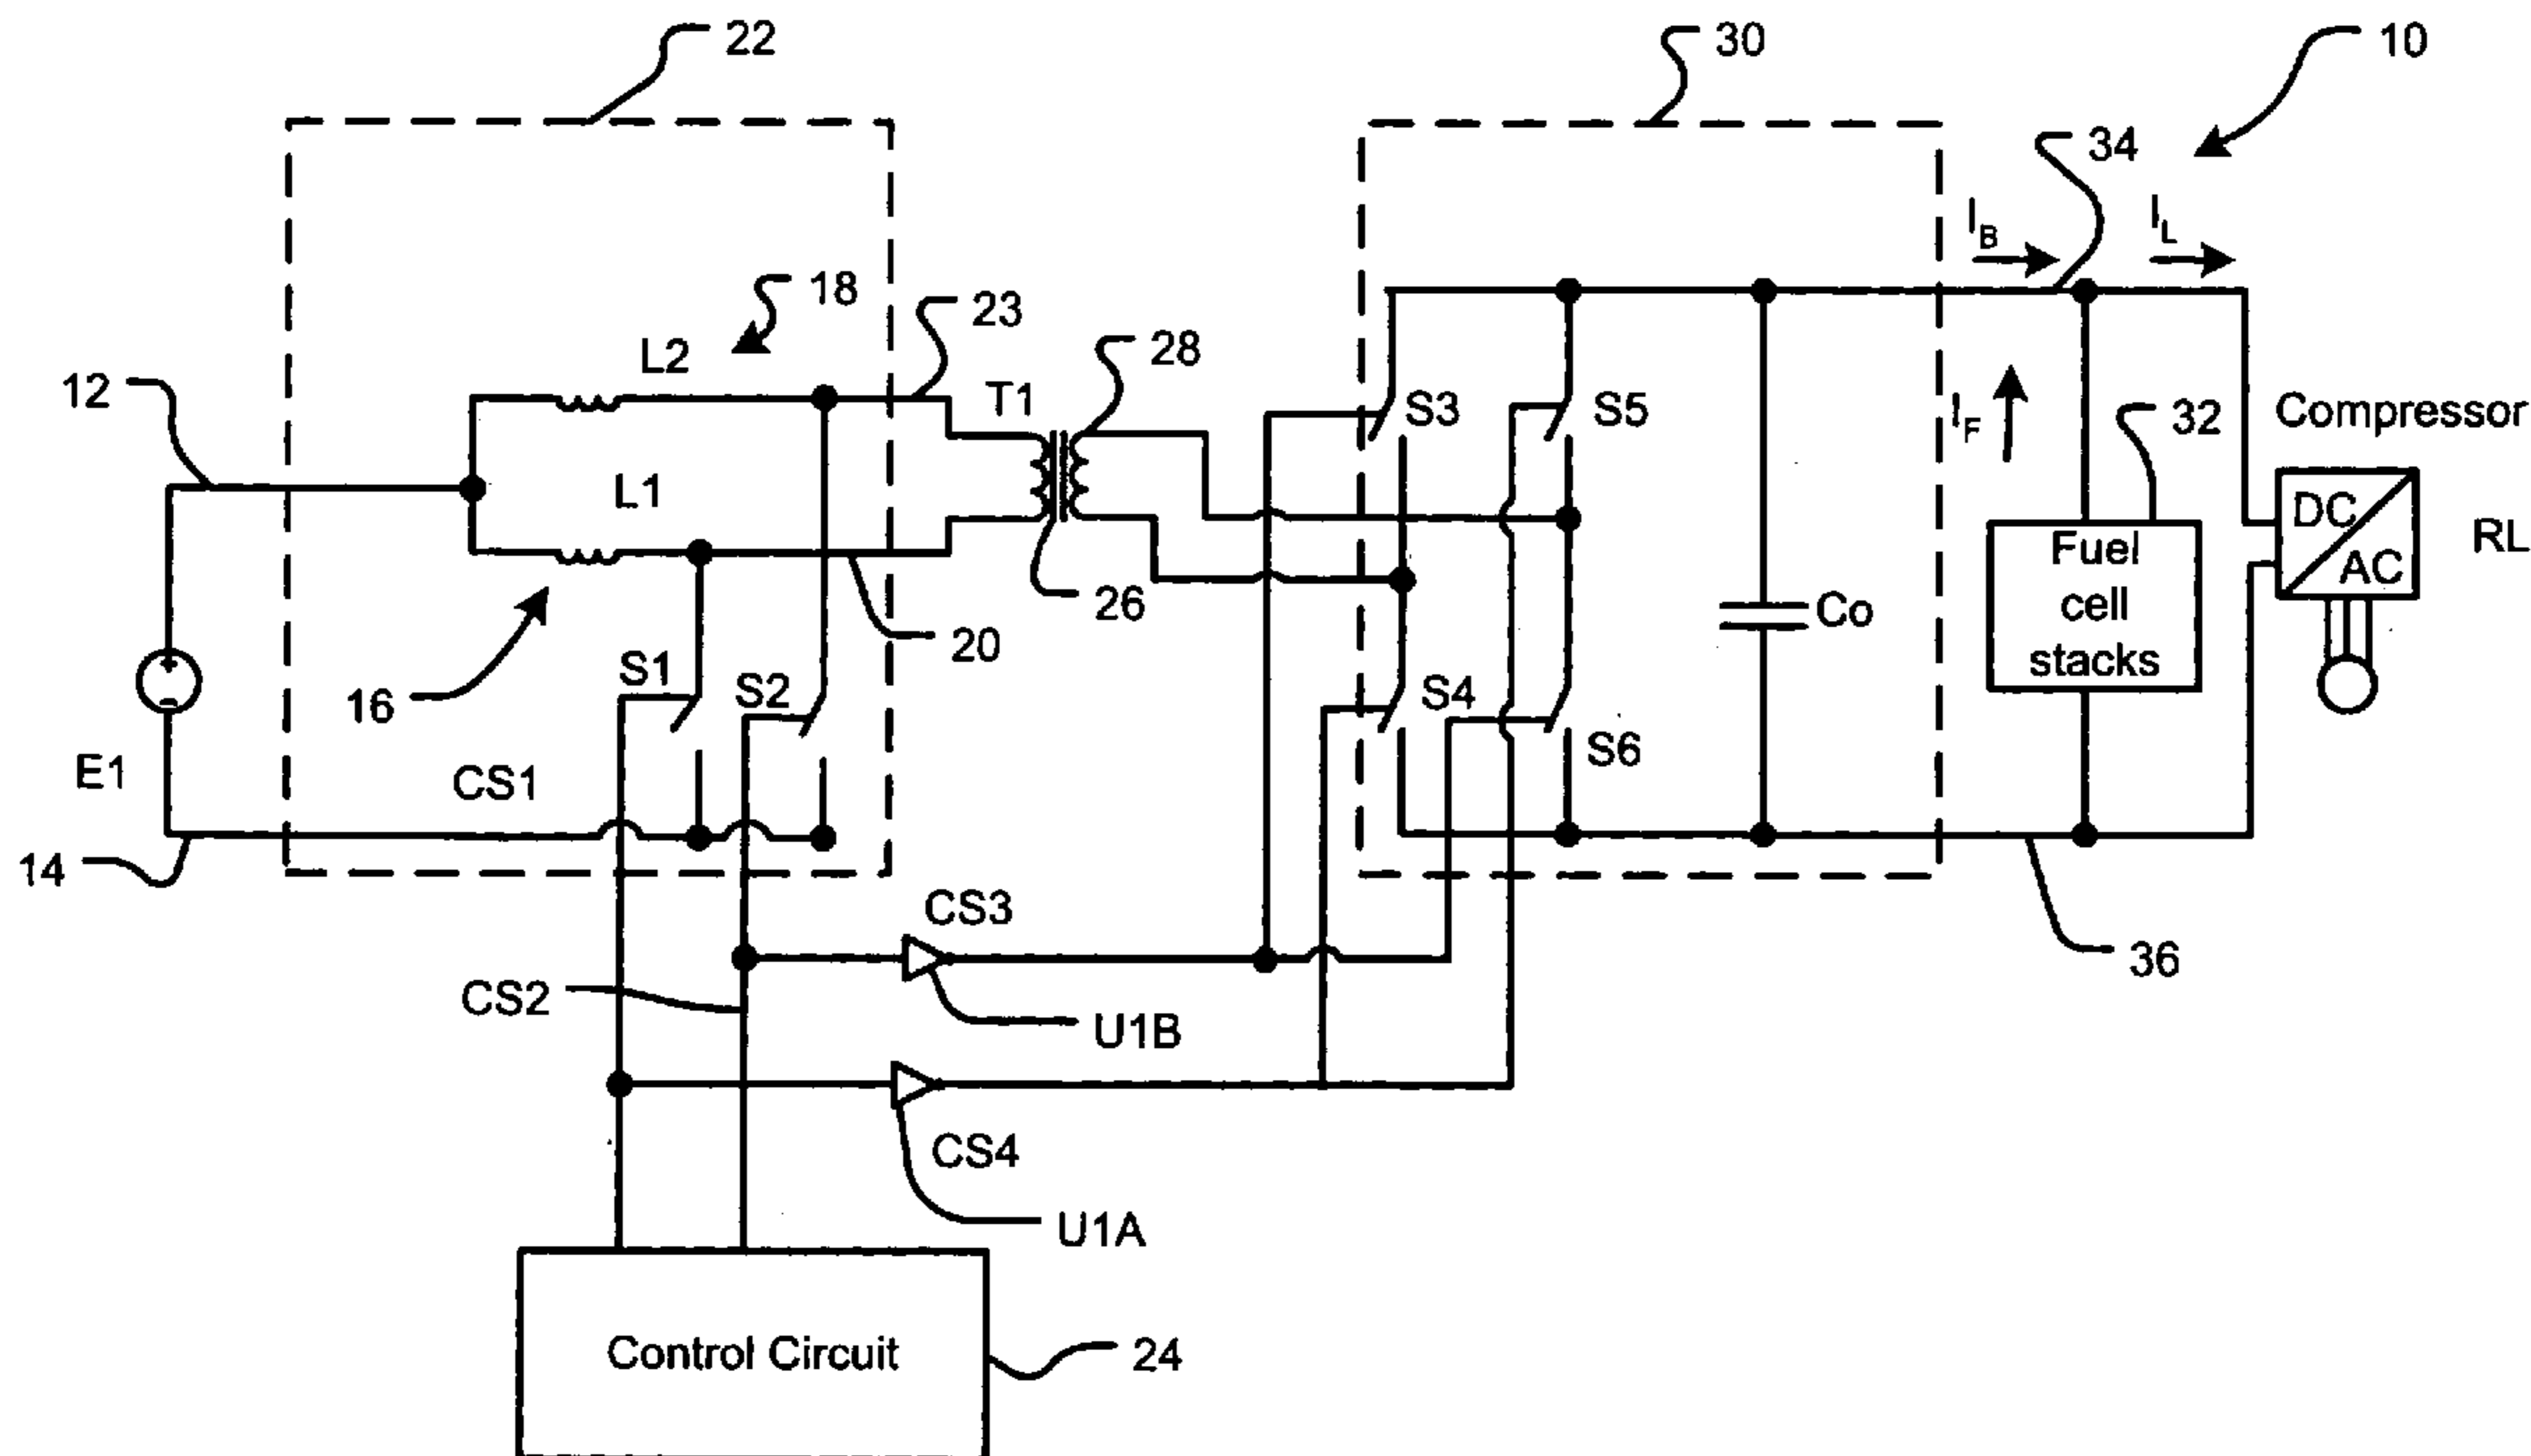 22
30
10
34
I_B
I_L
18
23
L2
28
12
T1
S3
S5
I_F
32
Compressor
L1
DC
AC
RL
Fuel
cell
stacks
26
Co
20
S1
S2
16
S4
S6
+
-
E1
CS1
14
CS3
36
CS2
U1B
CS4
U1A
Control Circuit
24